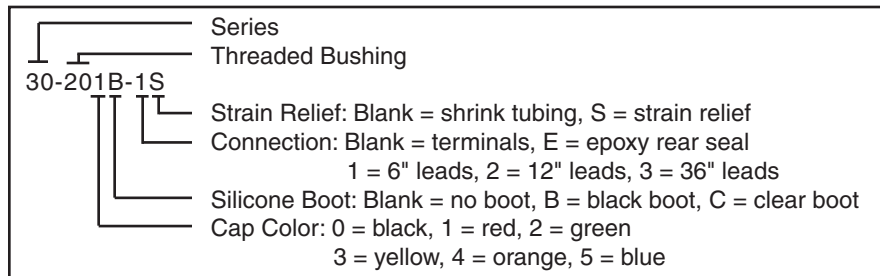 Series
Threaded Bushing
30-201B-1S
Strain Relief: Blank = shrink tubing, S = strain relief
Connection: Blank = terminals, E = epoxy rear seal
1 = 6" leads, 2 = 12" leads, 3 = 36" leads
Silicone Boot: Blank = no boot, B = black boot, C = clear boot
Cap Color: 0 = black, 1 = red, 2 = green
3 = yellow, 4 = orange, 5 = blue